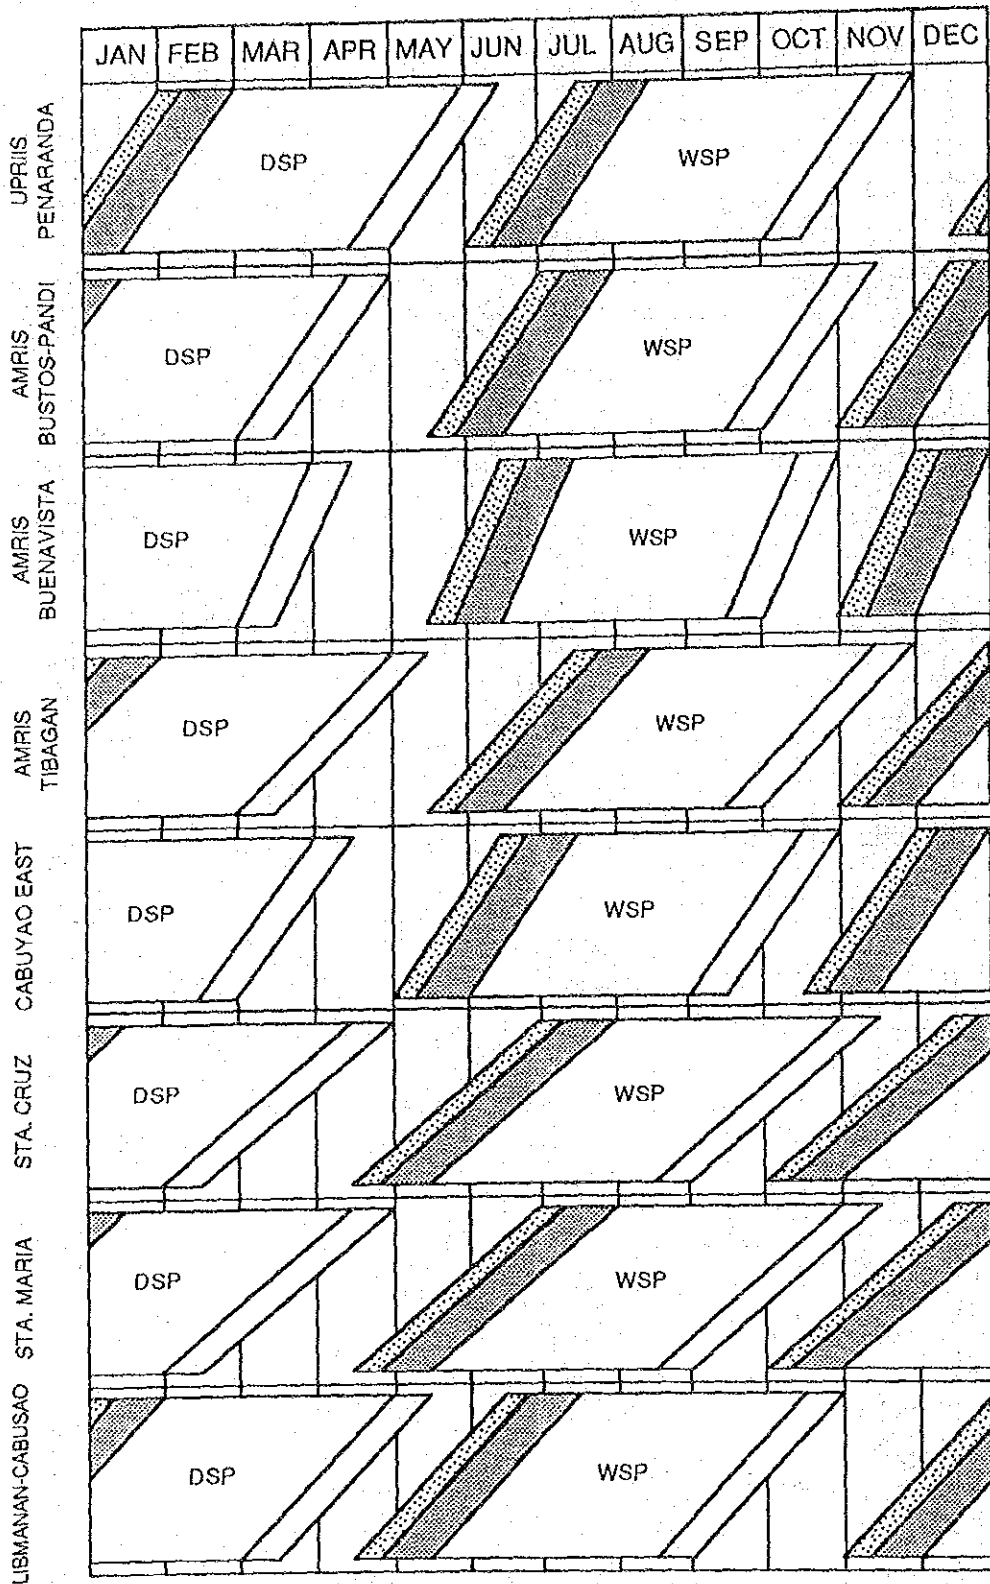 JAN FEB MAR APR MAY JUN JUL AUG SEP OCT NOV DEC
UPRIIS
PENARANDA
DSP
WSP
AMRIS
BUSTOS-PANDI
DSP
WSP
AMRIS
BUENAVISTA
DSP
WSP
AMRIS
TIBAGAN
DSP
WSP
CABUYAO EAST
DSP
WSP
STA. CRUZ
DSP
WSP
STA. MARIA
DSP
WSP
LIBMANAN-CABUSAO
DSP
WSP